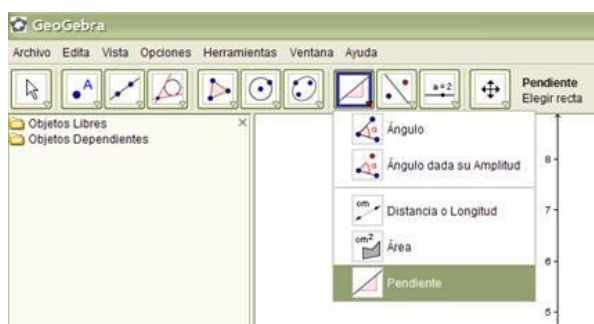 GeoGebra
Archivo Edita Vista Opciones Herramientas Ventana Ayuda
A
a=2
Pendiente
Elegir recta
Objetos Libres
Objetos Dependientes
α Ángulo
α Ángulo dada su Amplitud
cm Distancia o Longitud
cm² Área
Pendiente
8
7
6
5